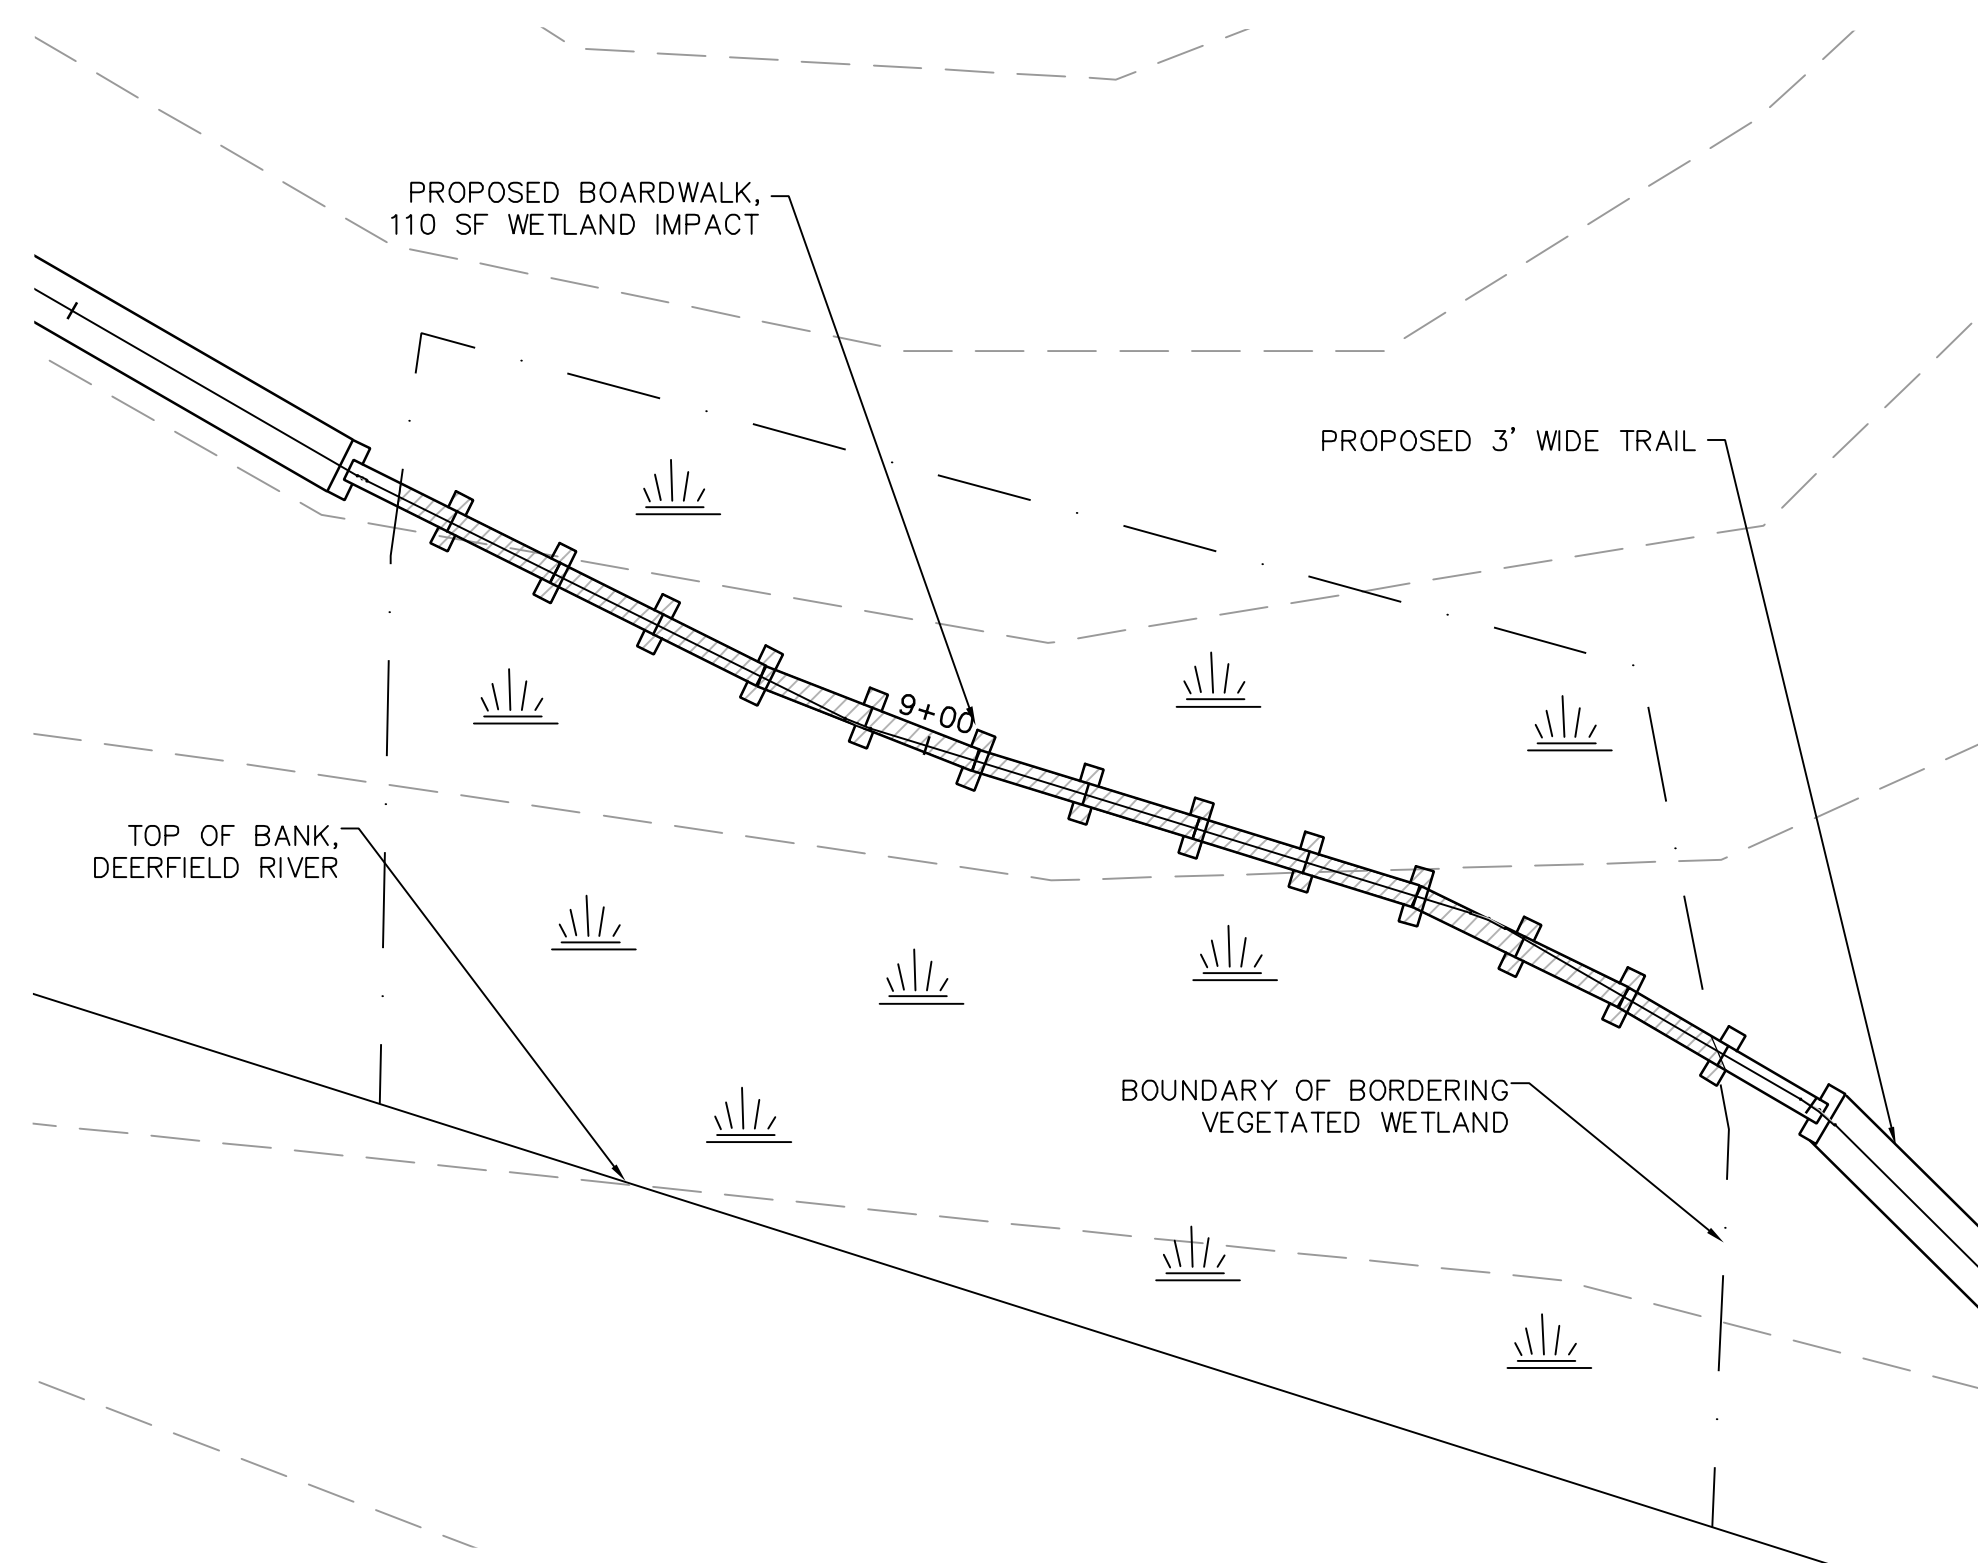 PROPOSED BOARDWALK,
110 SF WETLAND IMPACT
PROPOSED 3' WIDE TRAIL
9+00
TOP OF BANK,
DEERFIELD RIVER
BOUNDARY OF BORDERING
VEGETATED WETLAND